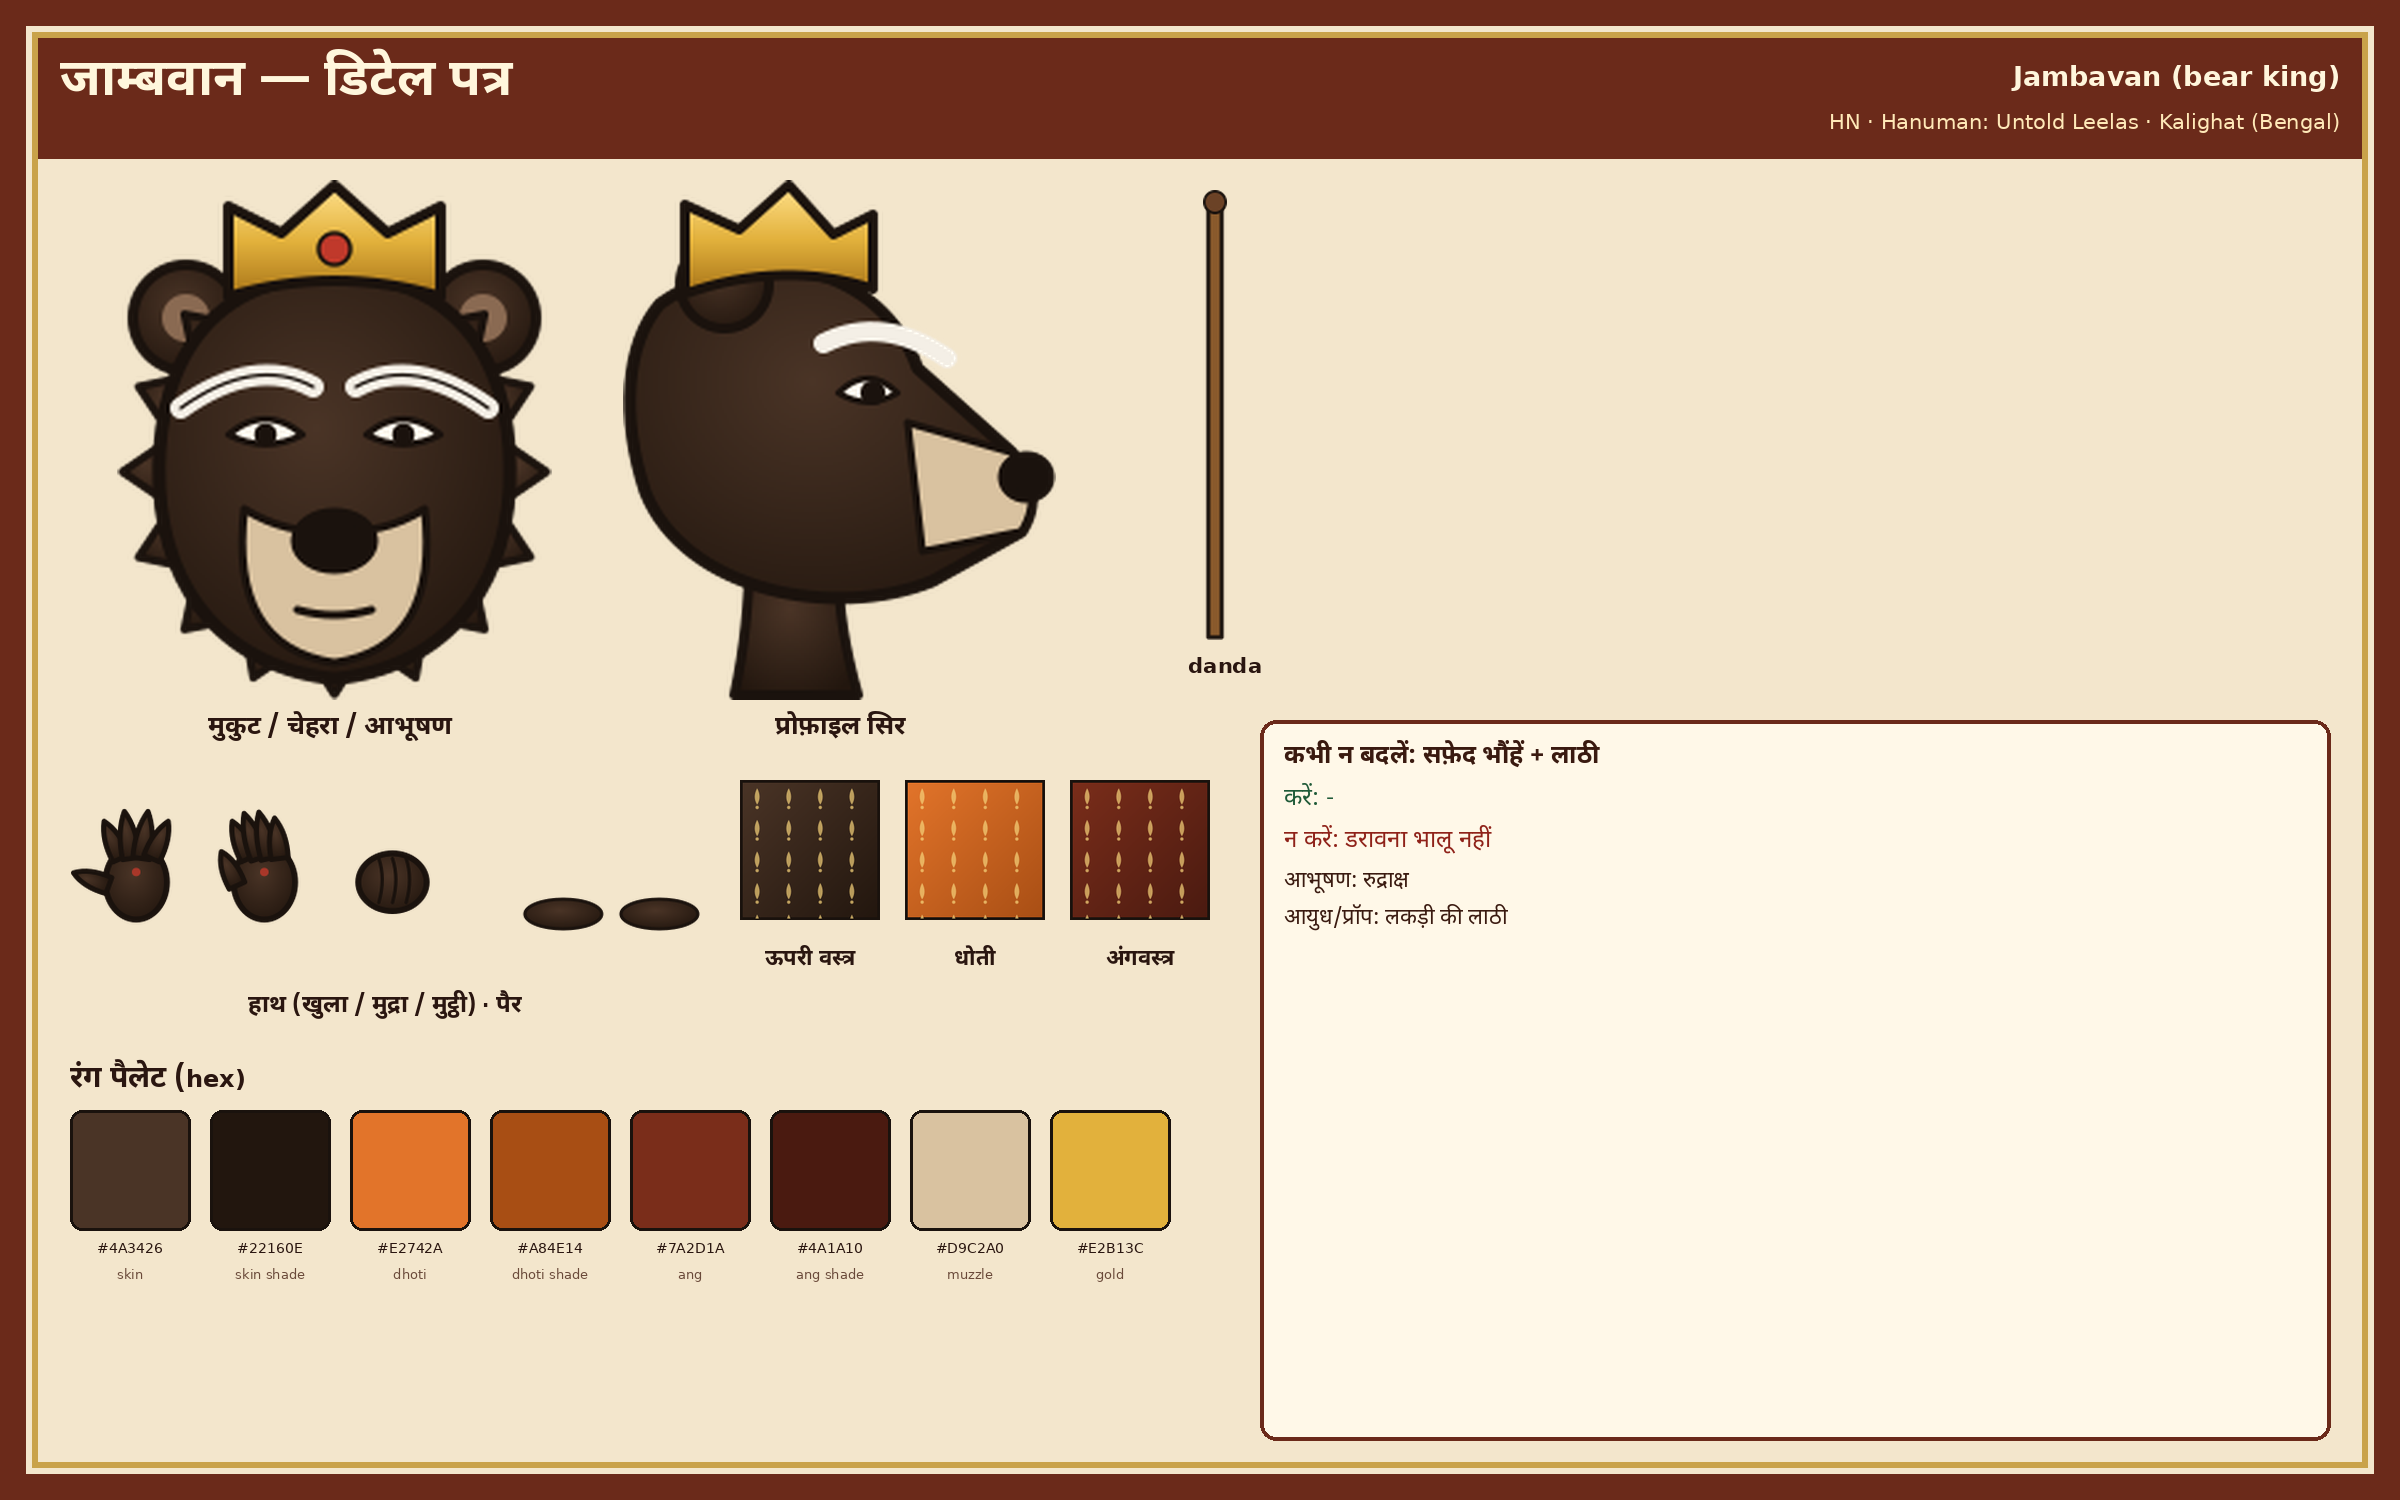 जाम्बवान — डिटेल पत्र
Jambavan (bear king)
HN · Hanuman: Untold Leelas · Kalighat (Bengal)
danda
मुकुट / चेहरा / आभूषण
प्रोफ़ाइल सिर
कभी न बदलें: सफ़ेद भौंहें + लाठी
करें: -
न करें: डरावना भालू नहीं
आभूषण: रुद्राक्ष
आयुध/प्रॉप: लकड़ी की लाठी
ऊपरी वस्त्र
धोती
अंगवस्त्र
हाथ (खुला / मुद्रा / मुट्ठी) · पैर
रंग पैलेट (hex)
#4A3426
skin
#22160E
skin shade
#E2742A
dhoti
#A84E14
dhoti shade
#7A2D1A
ang
#4A1A10
ang shade
#D9C2A0
muzzle
#E2B13C
gold